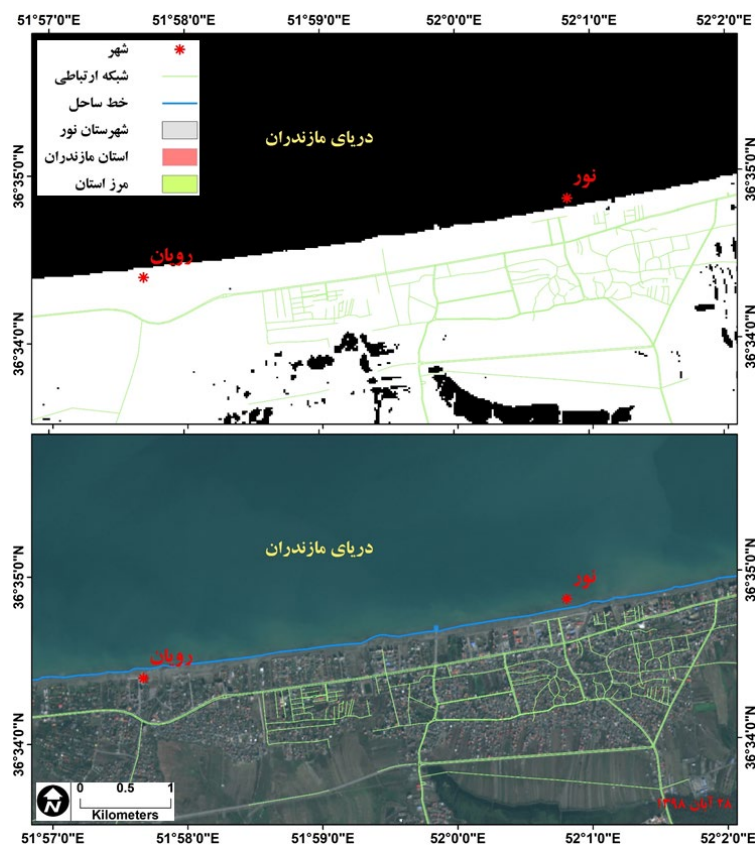 51°57'0"E 51°58'0"E 51°59'0"E 52°0'0"E 52°1'0"E 52°2'0"E
شهر
شبکه ارتباطی
خط ساحل
شهرستان نور
استان مازندران
مرز استان
دریای مازندران
نور
رویان
36°35'0"N
36°34'0"N
36°35'0"N
36°34'0"N
دریای مازندران
نور
رویان
36°35'0"N
36°34'0"N
36°35'0"N
36°34'0"N
51°57'0"E 51°58'0"E 51°59'0"E 52°0'0"E 52°1'0"E 52°2'0"E
N
0 0.5 1
Kilometers
۲۸ آبان ۱۳۹۸
51°57'0"E 51°58'0"E 51°59'0"E 52°0'0"E 52°1'0"E 52°2'0"E